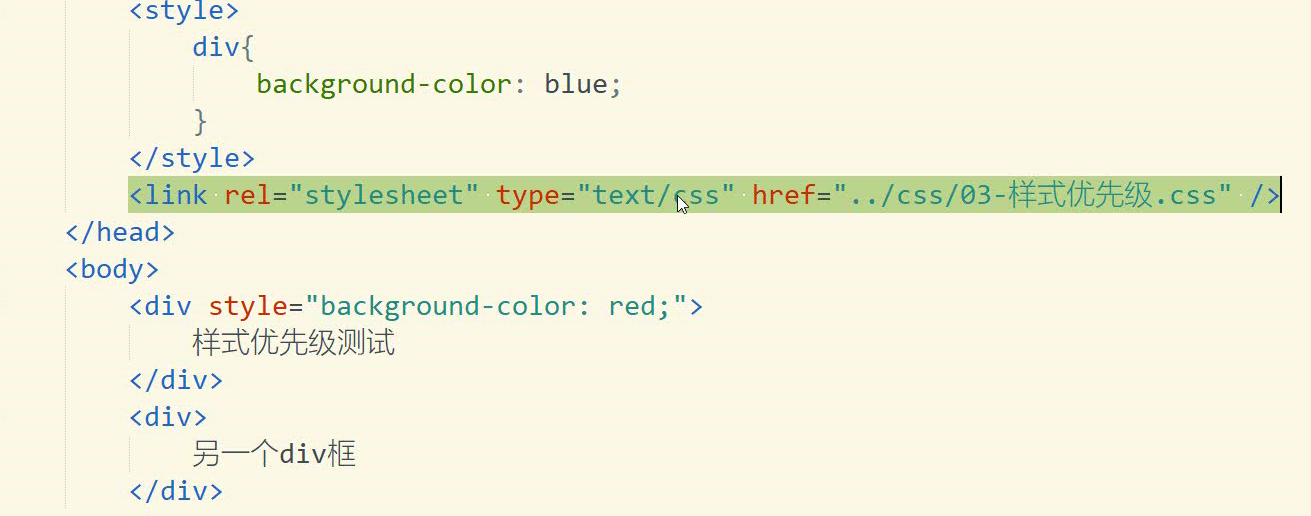 <style>
div{
background-color: blue;
}
</style>
<link rel="stylesheet" type="text/css" href="../css/03-样式优先级.css" />
</head>
<body>
<div style="background-color: red;">
样式优先级测试
</div>
<div>
另一个div框
</div>